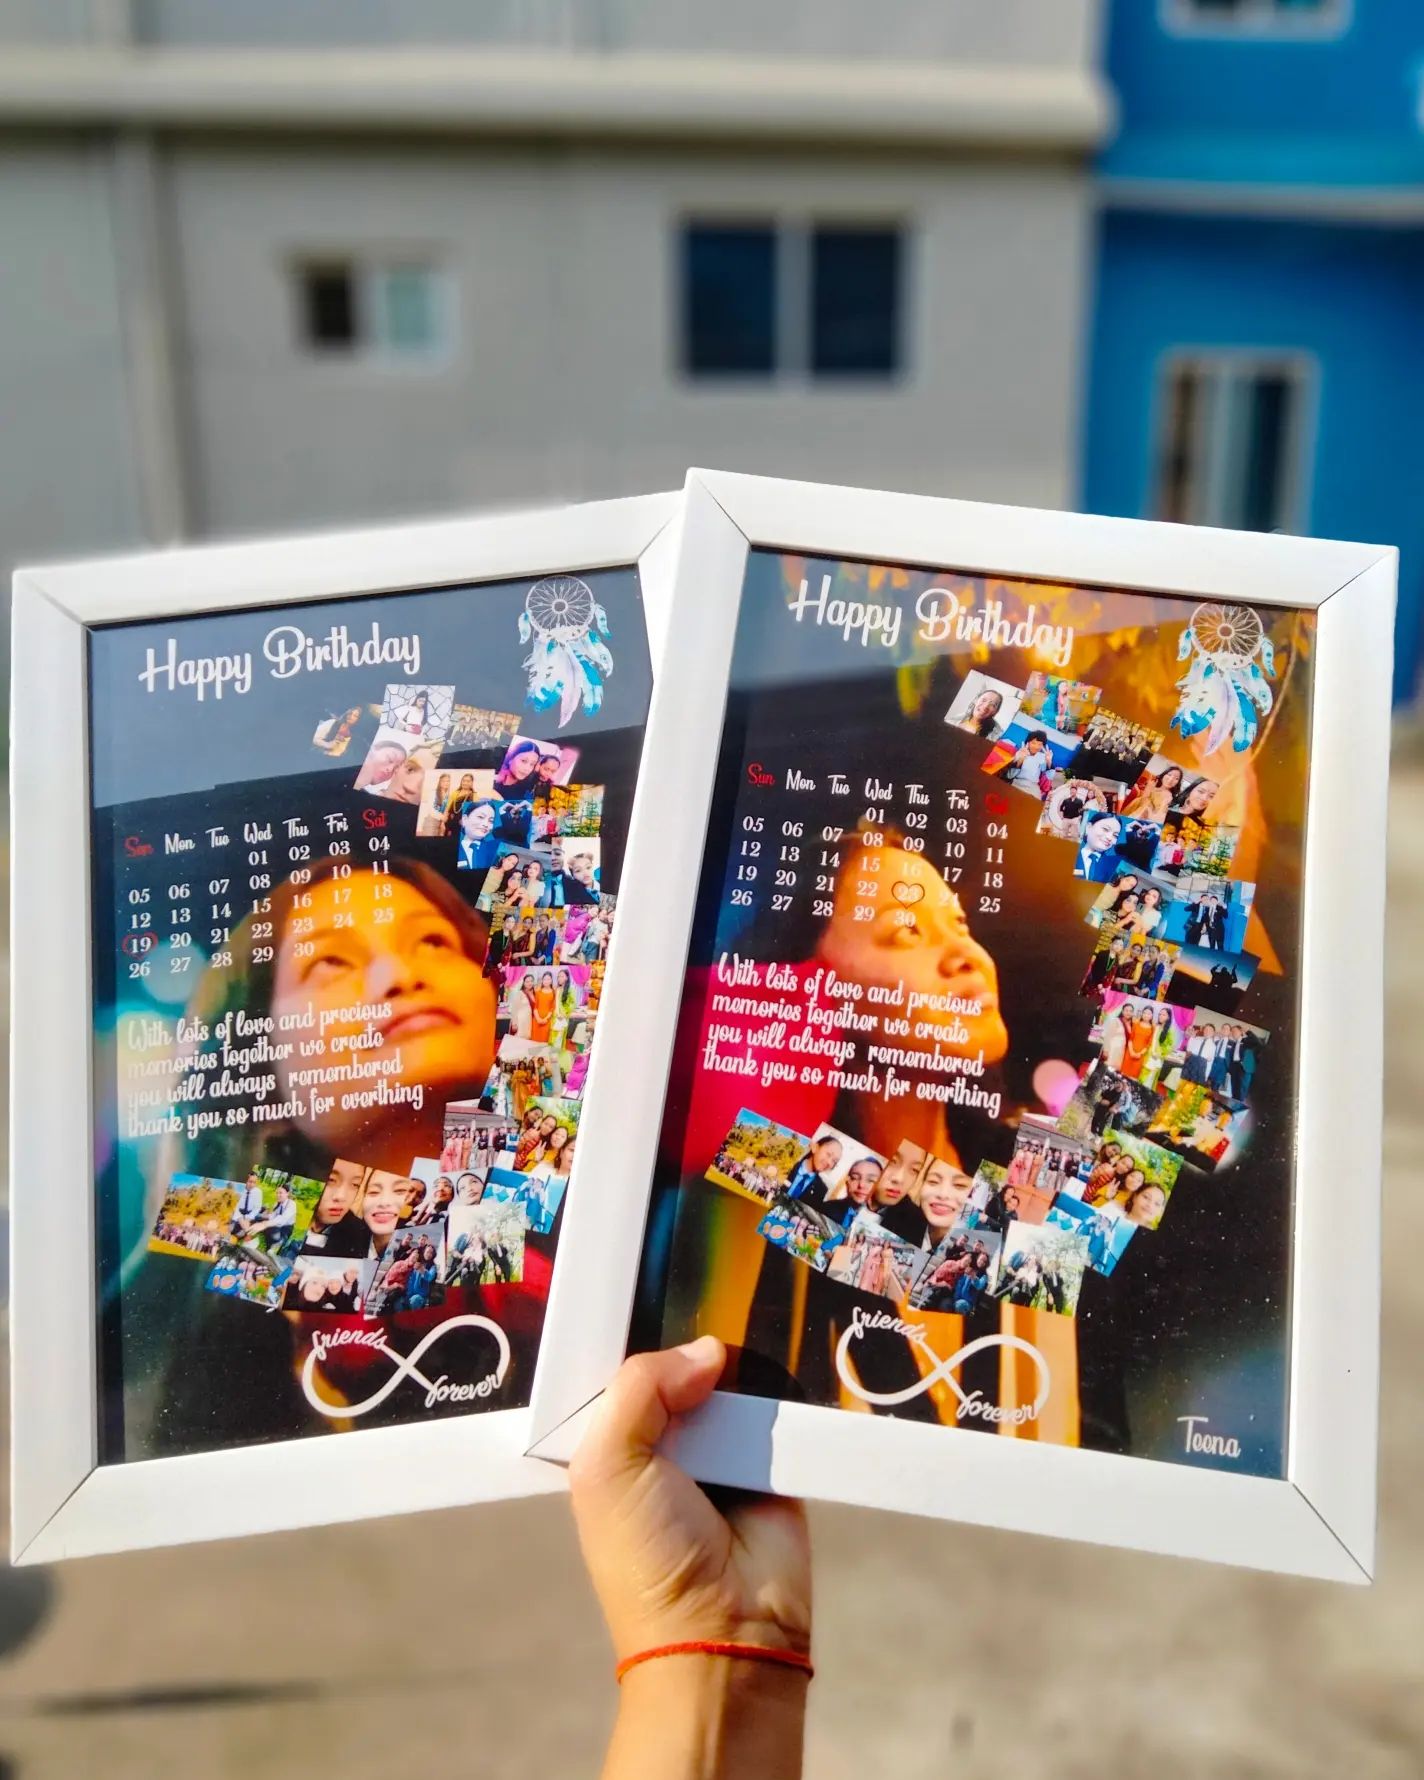 Happy Birthday
Sun Mon Tue Wed Thu Fri Sat
01 02 03 04
05 06 07 08 09 10 11
12 13 14 15 16 17 18
19 20 21 22 23 24 25
26 27 28 29 30
With lots of love and precious
memories together we create
you will always remembered
thank you so much for everthing
friends
forever
Happy Birthday
Sun Mon Tue Wed Thu Fri Sat
01 02 03 04
05 06 07 08 09 10 11
12 13 14 15 16 17 18
19 20 21 22 23 24 25
26 27 28 29 30
With lots of love and precious
memories together we create
you will always remembered
thank you so much for everthing
friends
forever
Teena